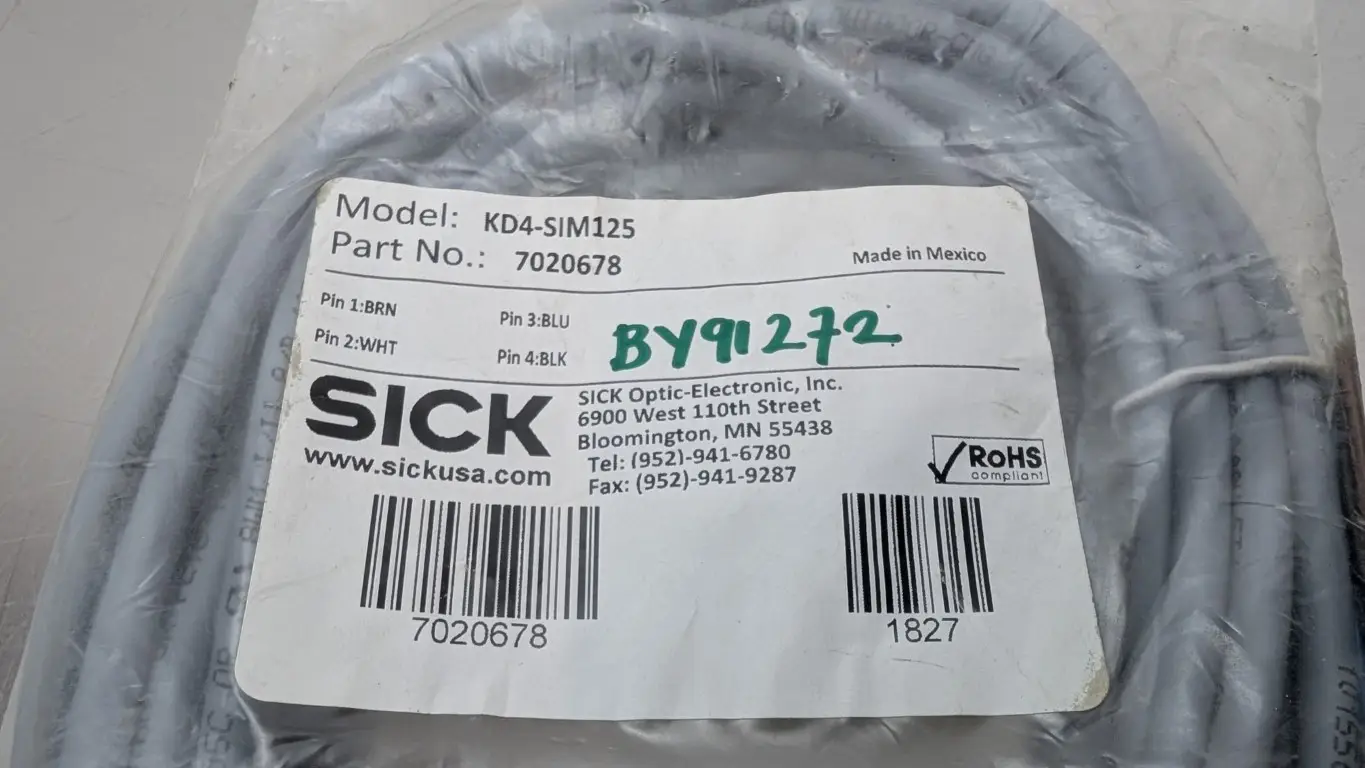 Model: KD4-SIM125
Part No.: 7020678
Made in Mexico
Pin 1:BRN
Pin 3:BLU
Pin 2:WHT
Pin 4:BLK
BY91272
SICK
www.sickusa.com
SICK Optic-Electronic, Inc.
6900 West 110th Street
Bloomington, MN 55438
Tel: (952)-941-6780
Fax: (952)-941-9287
RoHS
compliant
7020678
1827